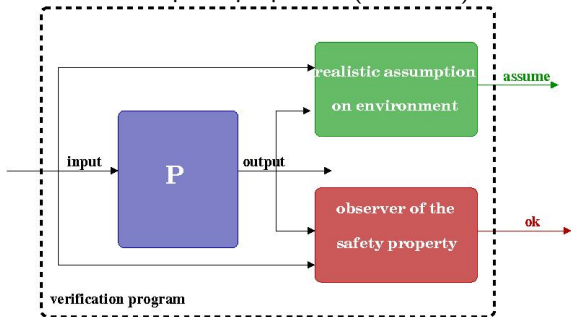 realistic assumption
on environment
assume
input
P
output
observer of the
safety property
ok
verification program